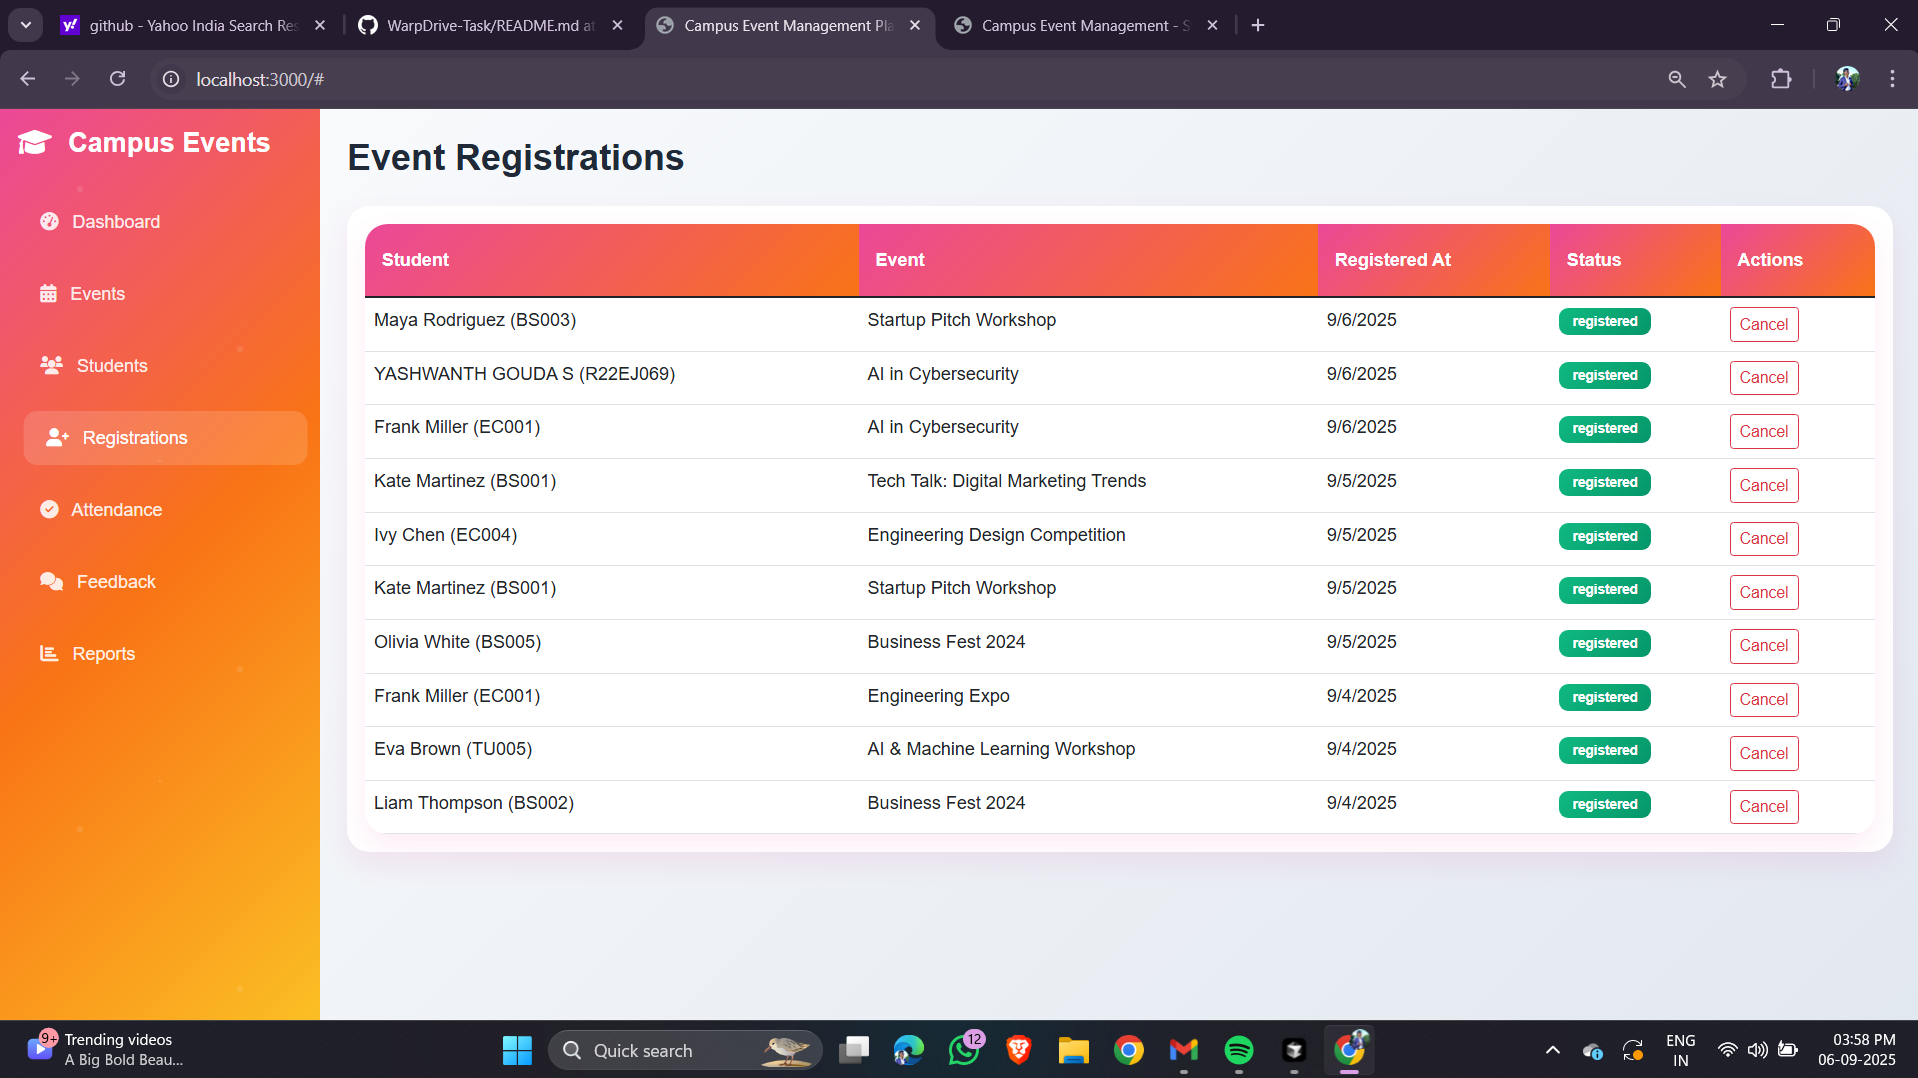 github - Yahoo India Search Res
WarpDrive-Task/README.md at
Campus Event Management Pla
Campus Event Management - S
localhost:3000/#
Campus Events
Dashboard
Events
Students
Registrations
Attendance
Feedback
Reports
Event Registrations
Student Event Registered At Status Actions
Maya Rodriguez (BS003) Startup Pitch Workshop 9/6/2025 registered Cancel
YASHWANTH GOUDA S (R22EJ069) AI in Cybersecurity 9/6/2025 registered Cancel
Frank Miller (EC001) AI in Cybersecurity 9/6/2025 registered Cancel
Kate Martinez (BS001) Tech Talk: Digital Marketing Trends 9/5/2025 registered Cancel
Ivy Chen (EC004) Engineering Design Competition 9/5/2025 registered Cancel
Kate Martinez (BS001) Startup Pitch Workshop 9/5/2025 registered Cancel
Olivia White (BS005) Business Fest 2024 9/5/2025 registered Cancel
Frank Miller (EC001) Engineering Expo 9/4/2025 registered Cancel
Eva Brown (TU005) AI & Machine Learning Workshop 9/4/2025 registered Cancel
Liam Thompson (BS002) Business Fest 2024 9/4/2025 registered Cancel
9+
Trending videos
A Big Bold Beau...
Quick search
12
ENG
IN
03:58 PM
06-09-2025